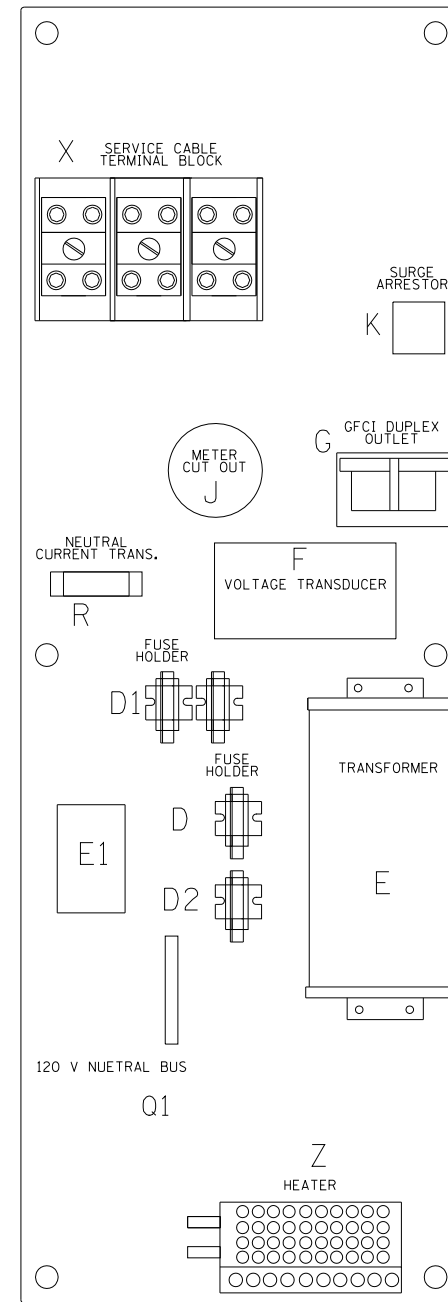 X
SERVICE CABLE
TERMINAL BLOCK
SURGE
ARRESTOR
K
GFCI DUPLEX
OUTLET
G
METER
CUT OUT
J
NEUTRAL
CURRENT TRANS.
R
F
VOLTAGE TRANSDUCER
FUSE
HOLDER
D1
FUSE
HOLDER
TRANSFORMER
D
E1
E
D2
120 V NUETRAL BUS
Q1
Z
HEATER